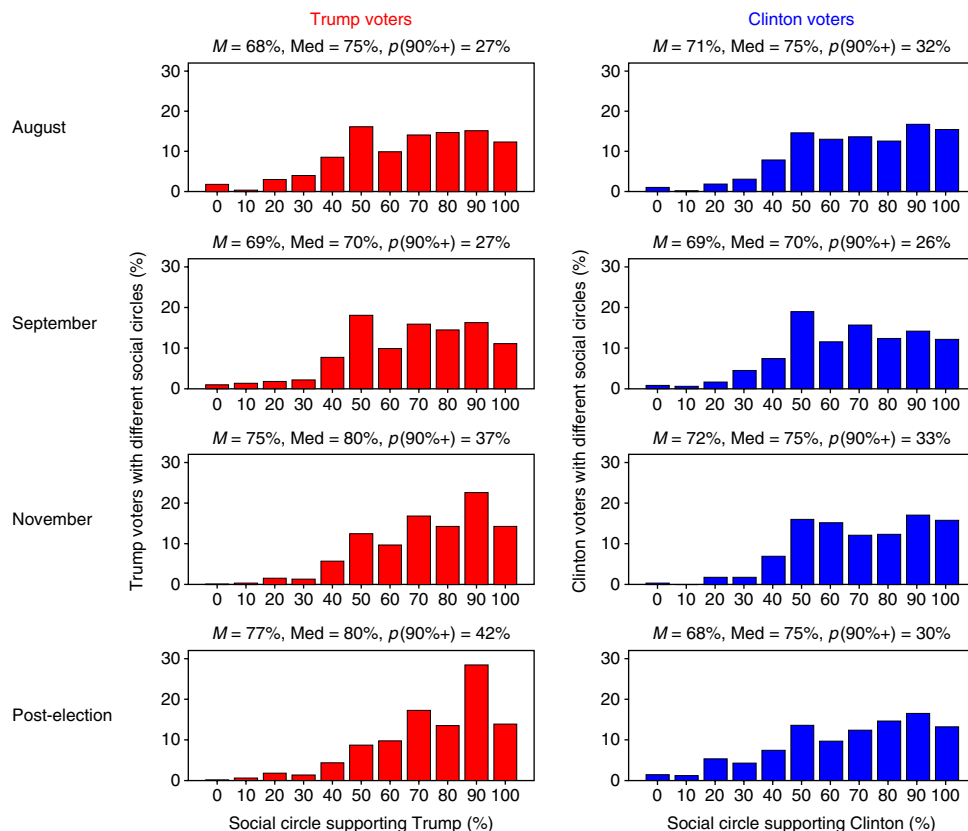 Trump voters
Clinton voters
M = 68%, Med = 75%, p(90%+) = 27%
M = 71%, Med = 75%, p(90%+) = 32%
August
30
20
10
0
0 10 20 30 40 50 60 70 80 90 100
30
20
10
0
0 10 20 30 40 50 60 70 80 90 100
M = 69%, Med = 70%, p(90%+) = 27%
M = 69%, Med = 70%, p(90%+) = 26%
September
30
20
10
0
0 10 20 30 40 50 60 70 80 90 100
30
20
10
0
0 10 20 30 40 50 60 70 80 90 100
Trump voters with different social circles (%)
Clinton voters with different social circles (%)
M = 75%, Med = 80%, p(90%+) = 37%
M = 72%, Med = 75%, p(90%+) = 33%
November
30
20
10
0
0 10 20 30 40 50 60 70 80 90 100
30
20
10
0
0 10 20 30 40 50 60 70 80 90 100
M = 77%, Med = 80%, p(90%+) = 42%
M = 68%, Med = 75%, p(90%+) = 30%
Post-election
30
20
10
0
0 10 20 30 40 50 60 70 80 90 100
30
20
10
0
0 10 20 30 40 50 60 70 80 90 100
Social circle supporting Trump (%)
Social circle supporting Clinton (%)